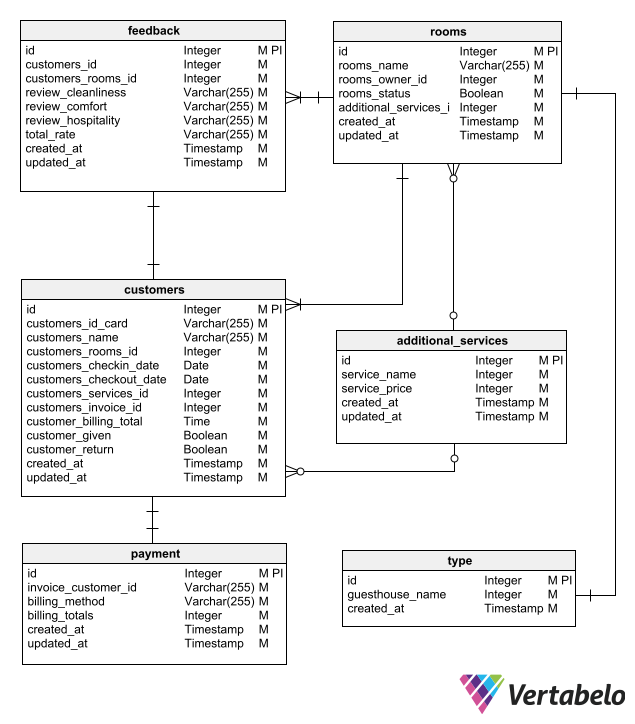 feedback
id Integer M PI
customers_id Integer M
customers_rooms_id Integer M
review_cleanliness Varchar(255) M
review_comfort Varchar(255) M
review_hospitality Varchar(255) M
total_rate Varchar(255) M
created_at Timestamp M
updated_at Timestamp M
rooms
id Integer M PI
rooms_name Varchar(255) M
rooms_owner_id Integer M
rooms_status Boolean M
additional_services_i Integer M
created_at Timestamp M
updated_at Timestamp M
customers
id Integer M PI
customers_id_card Varchar(255) M
customers_name Varchar(255) M
customers_rooms_id Integer M
customers_checkin_date Date M
customers_checkout_date Date M
customers_services_id Integer M
customers_invoice_id Integer M
customer_billing_total Time M
customer_given Boolean M
customer_return Boolean M
created_at Timestamp M
updated_at Timestamp M
additional_services
id Integer M PI
service_name Integer M
service_price Integer M
created_at Timestamp M
updated_at Timestamp M
payment
id Integer M PI
invoice_customer_id Varchar(255) M
billing_method Varchar(255) M
billing_totals Integer M
created_at Timestamp M
updated_at Timestamp M
type
id Integer M PI
guesthouse_name Integer M
created_at Timestamp M
Vertabelo